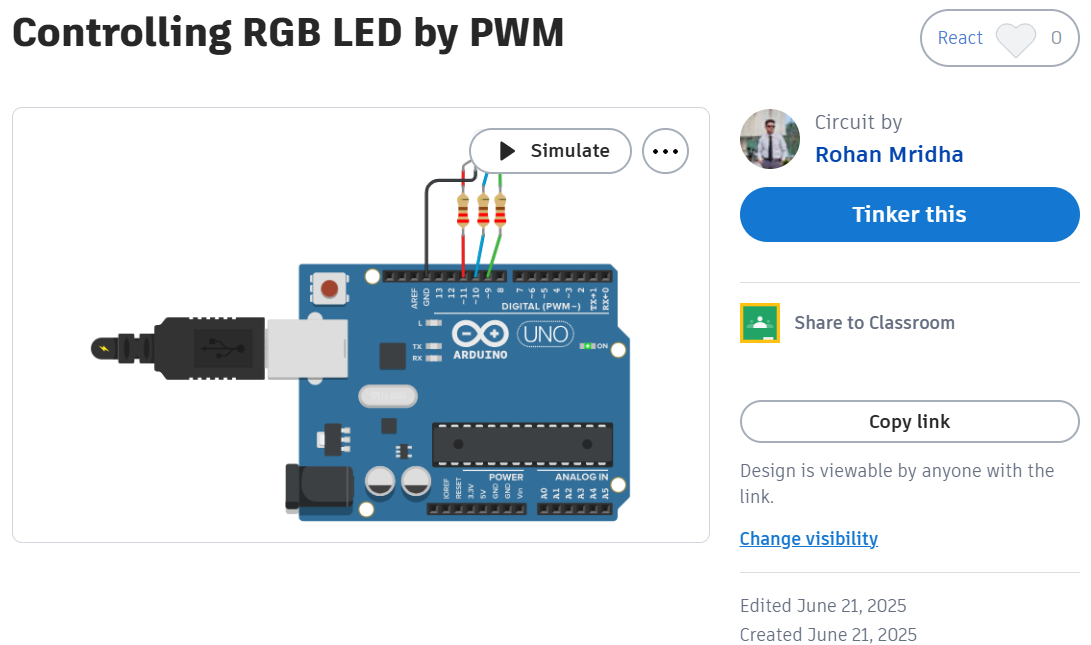 Controlling RGB LED by PWM
React 0
Simulate
Circuit by
Rohan Mridha
Tinker this
Share to Classroom
Copy link
Design is viewable by anyone with the
link.
Change visibility
Edited June 21, 2025
Created June 21, 2025
AREF GND 13 12 ~11 ~10 ~9 8 7 ~6 ~5 4 ~3 2 TX→1 RX←0
DIGITAL (PWM~)
L
TX
RX
ARDUINO
UNO
ON
POWER
ANALOG IN
IOREF RESET 3.3V 5V GND GND Vin A0 A1 A2 A3 A4 A5